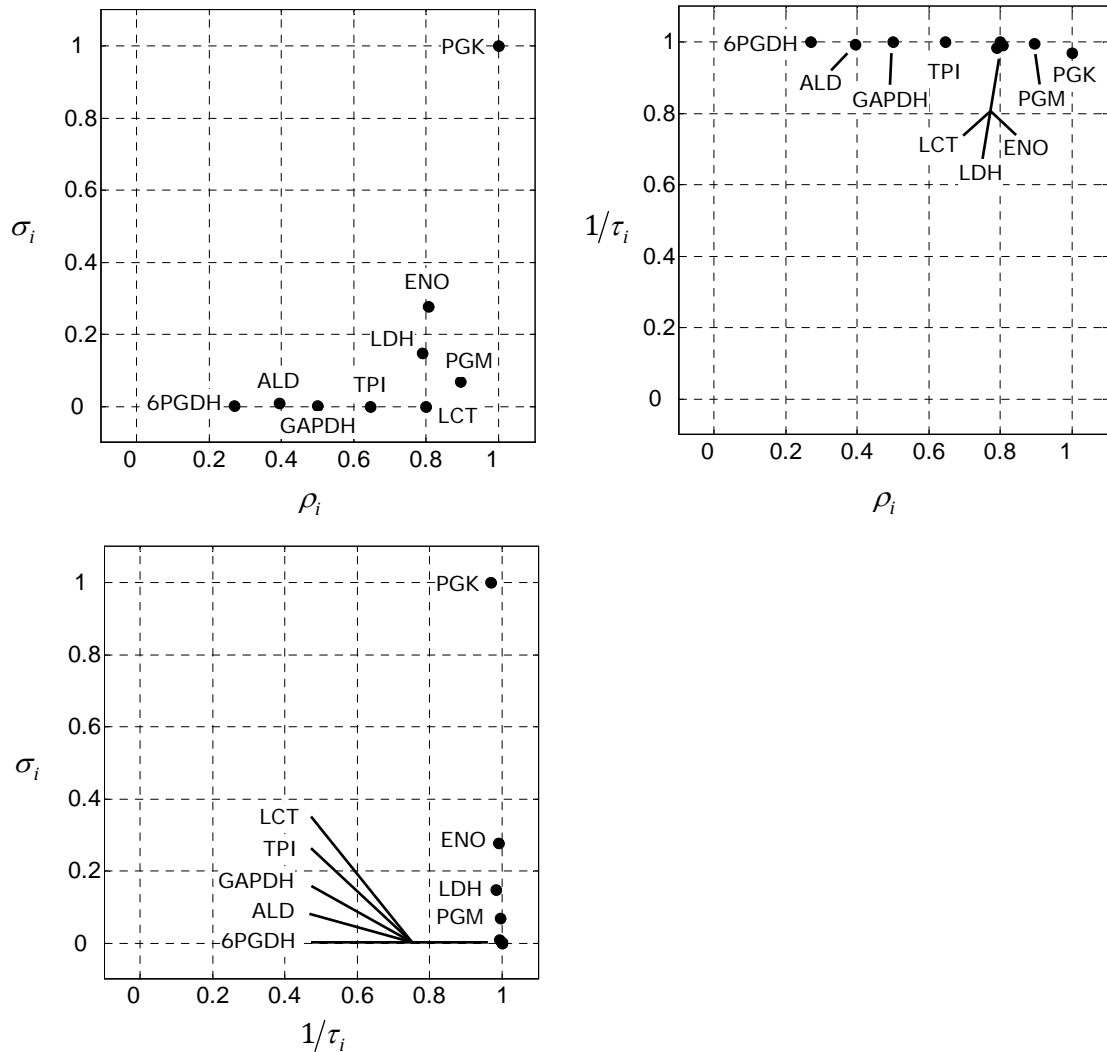 PGK
1
0.8
0.6
σᵢ
0.4
ENO
LDH
0.2
PGM
ALD
TPI
6PGDH
0
GAPDH
LCT
0
0.2
0.4
0.6
0.8
1
ρᵢ
1
6PGDH
ALD
TPI
PGK
GAPDH
PGM
0.8
LCT
ENO
LDH
0.6
1/τᵢ
0.4
0.2
0
0
0.2
0.4
0.6
0.8
1
ρᵢ
1
PGK
0.8
0.6
σᵢ
0.4
LCT
ENO
TPI
0.2
GAPDH
LDH
ALD
PGM
6PGDH
0
0
0.2
0.4
0.6
0.8
1
1/τᵢ